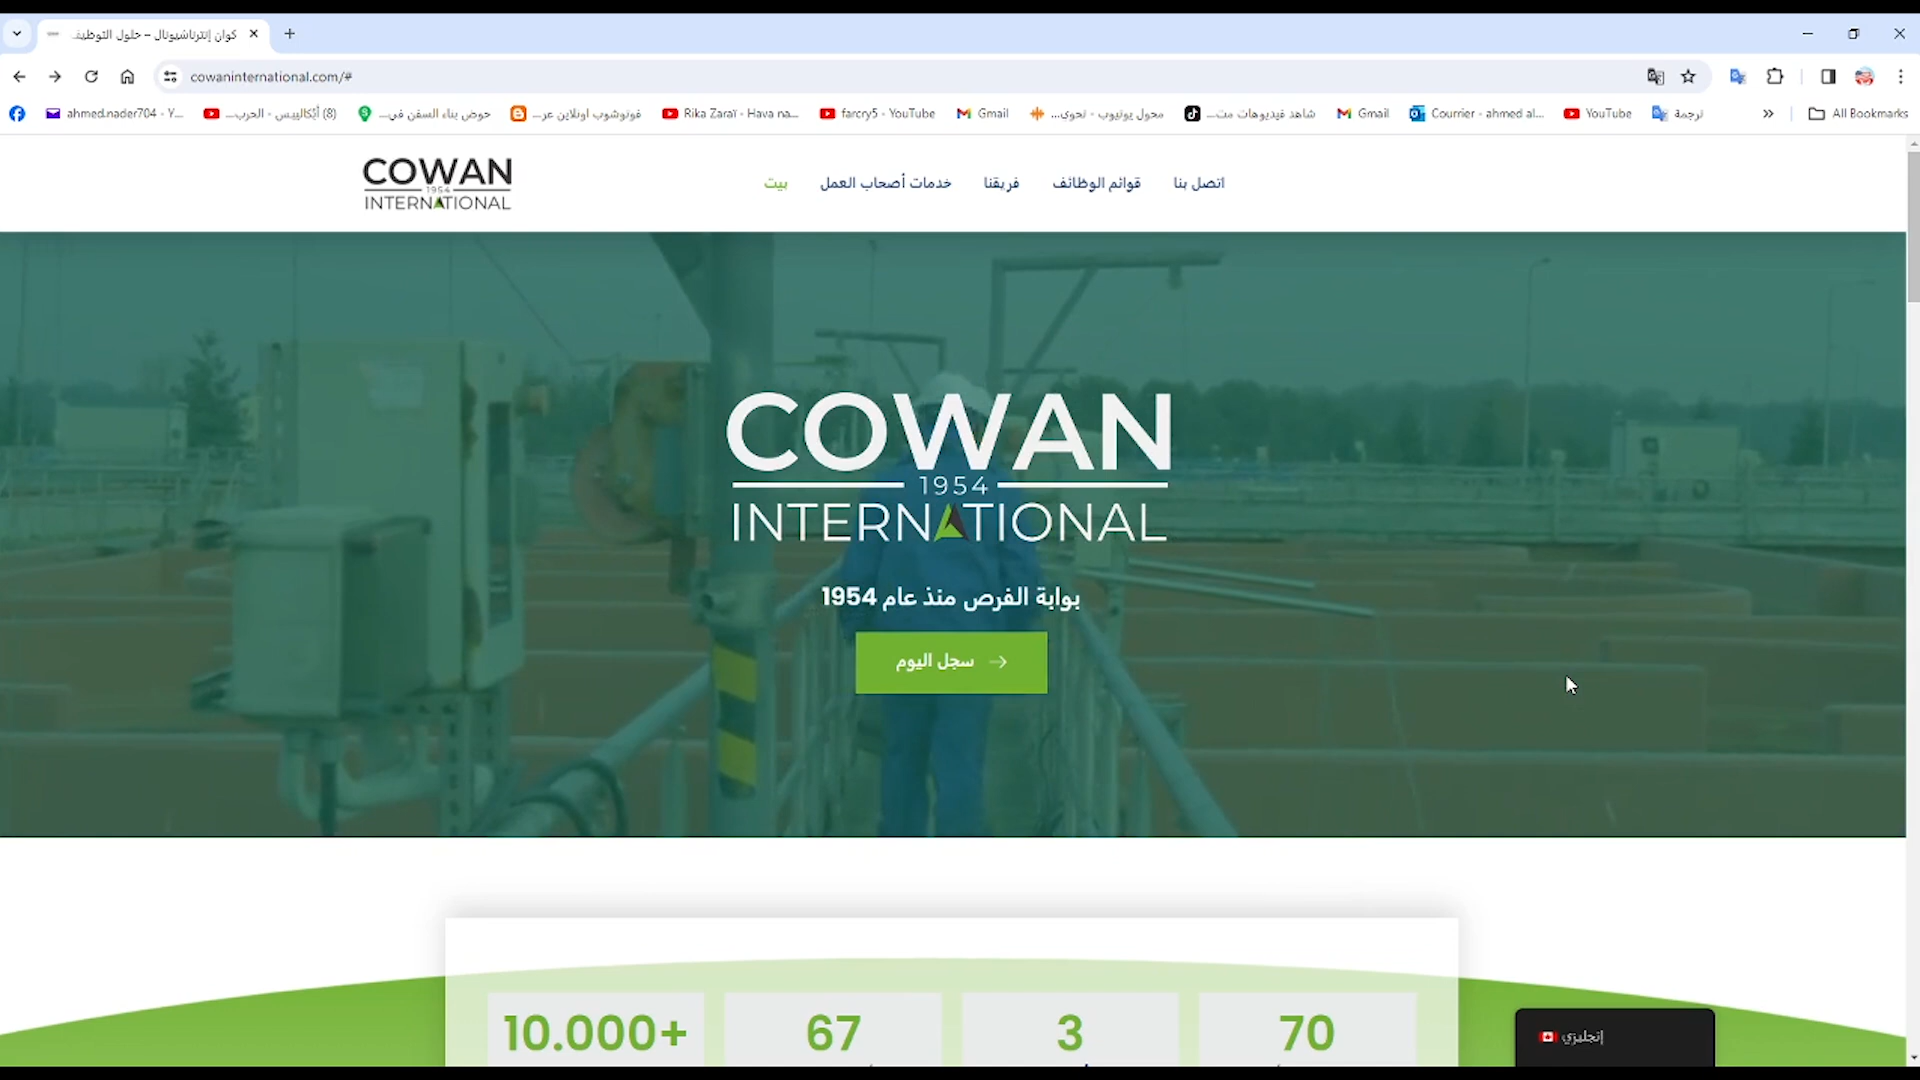 كوان إنترناشيونال – حلول التوظيف
cowaninternational.com/#
ahmed.nader704 - Y...
(8) أپكاليپس - الحرب...
حوض بناء السفن في...
فوتوشوب اونلاين عر...
Rika Zaraï - Hava na...
farcry5 - YouTube
Gmail
محول يوتيوب - تحوي...
شاهد فيديوهات مت...
Gmail
Courrier - ahmed al...
YouTube
ترجمة
All Bookmarks
COWAN
1954
INTERNATIONAL
بيت
خدمات أصحاب العمل
فريقنا
قوائم الوظائف
اتصل بنا
COWAN
1954
INTERNATIONAL
بوابة الفرص منذ عام 1954
سجل اليوم
10.000+
67
3
70
إنجليزي